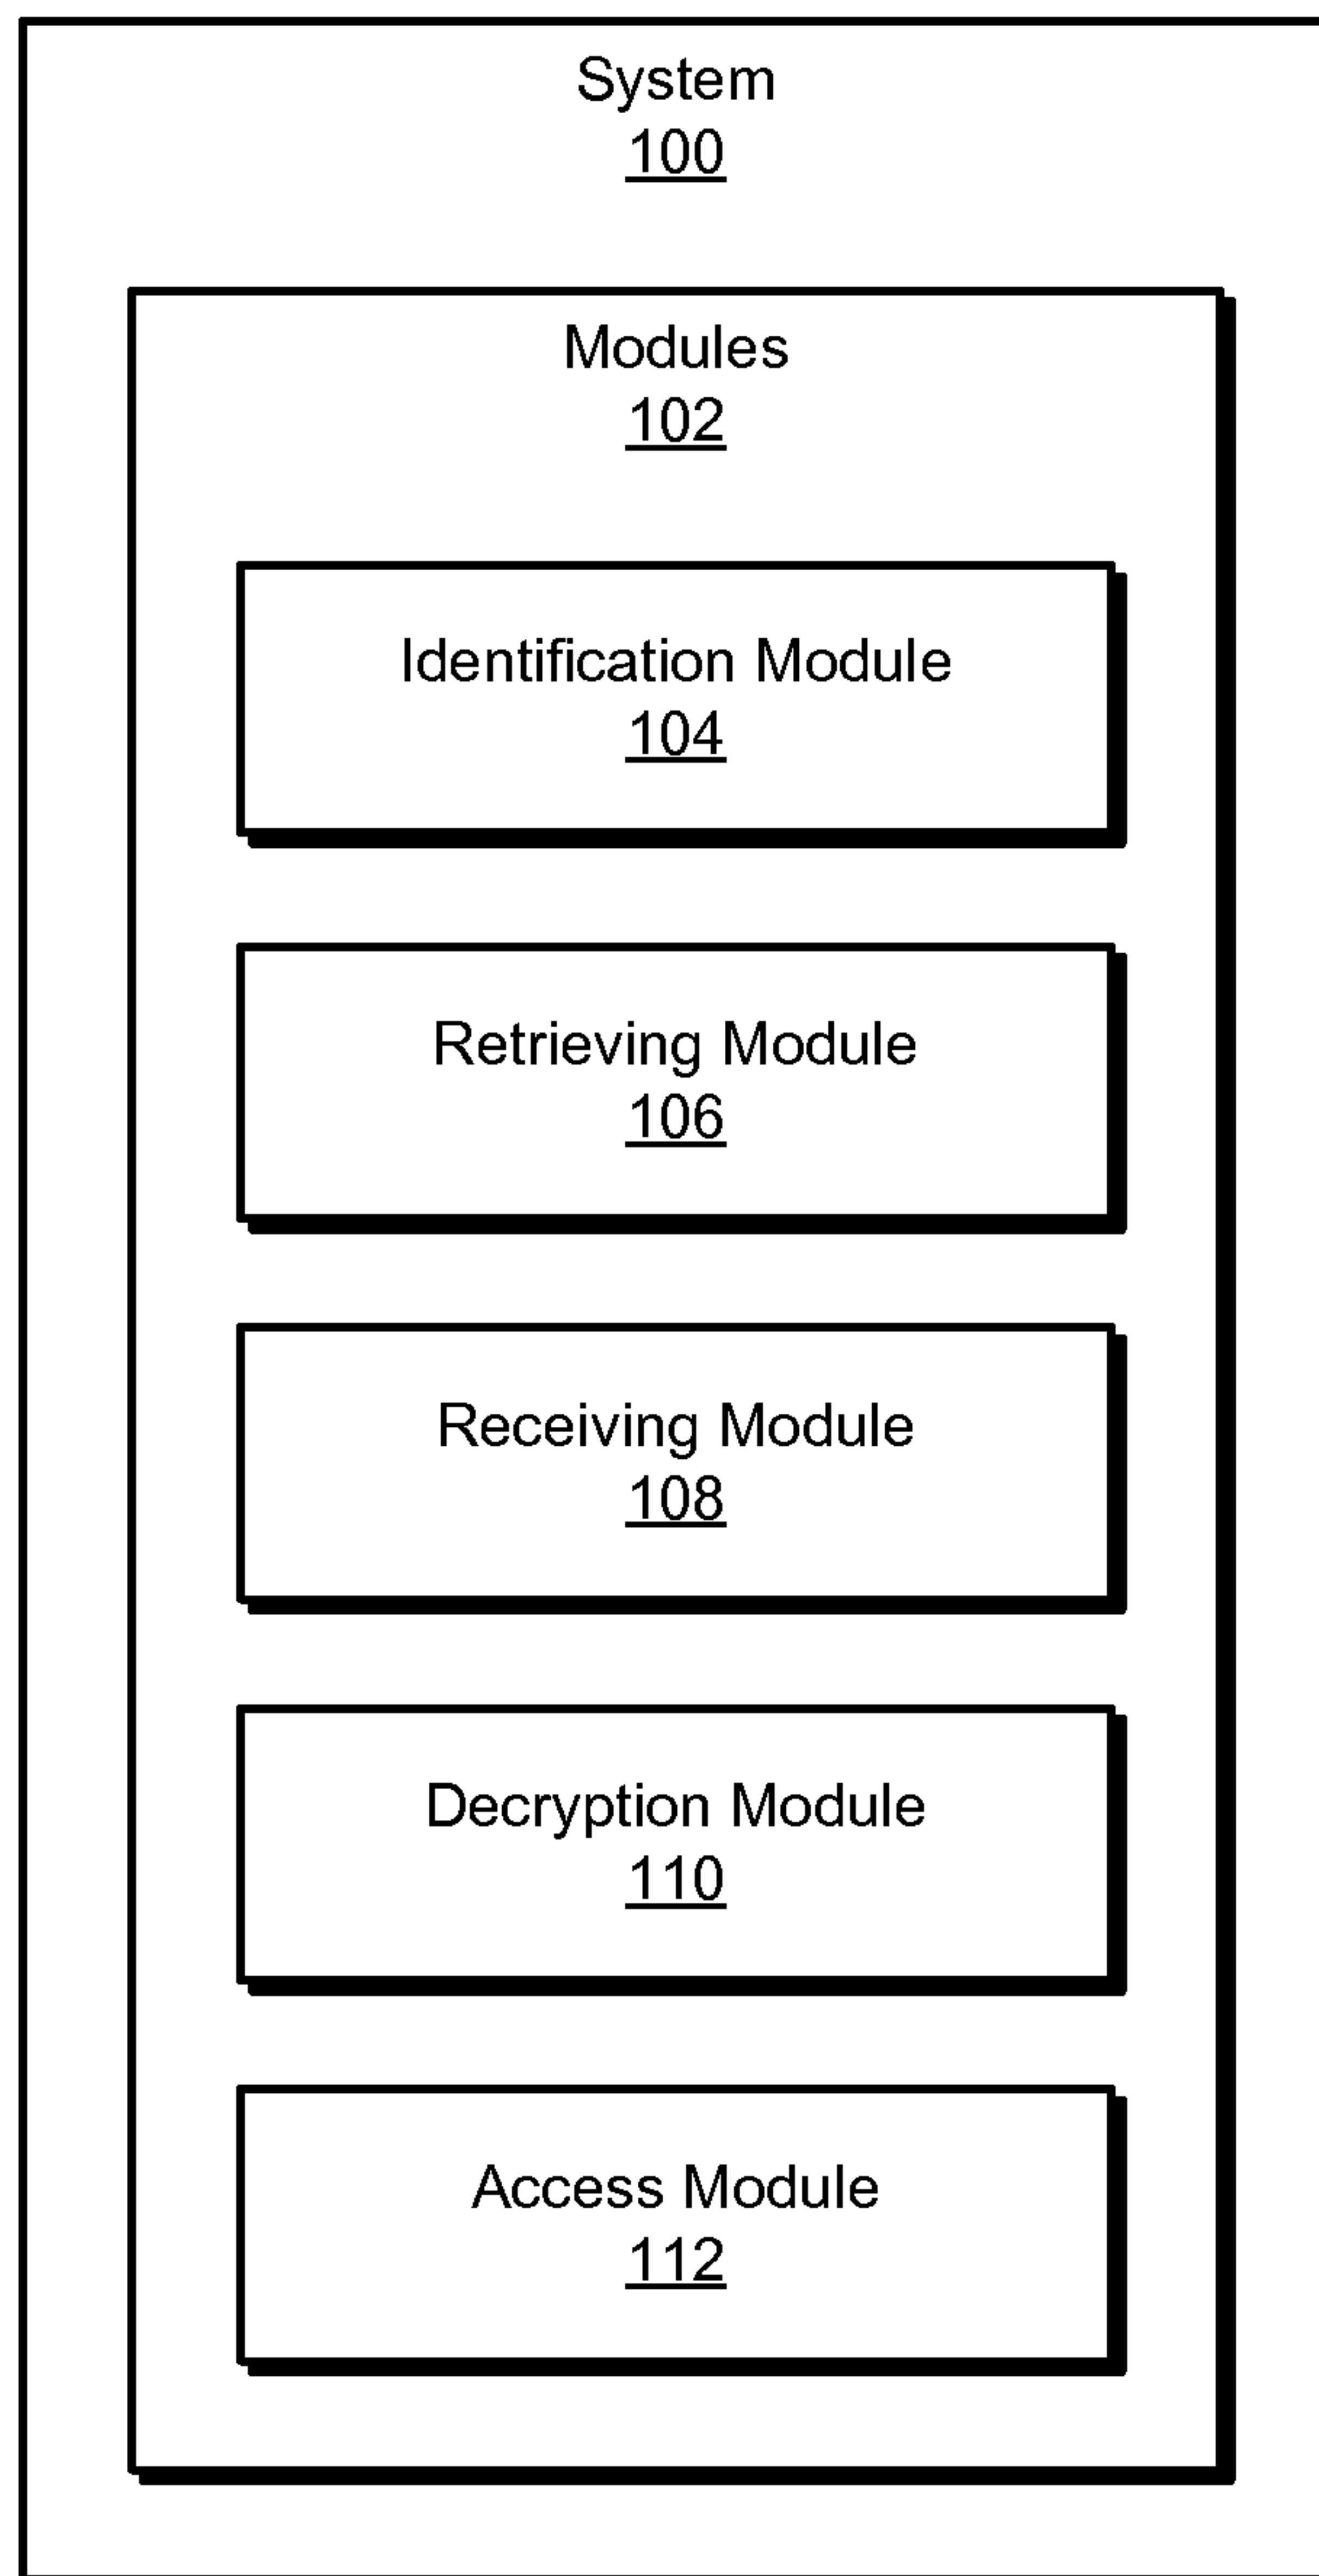 System
100
Modules
102
Identification Module
104
Retrieving Module
106
Receiving Module
108
Decryption Module
110
Access Module
112